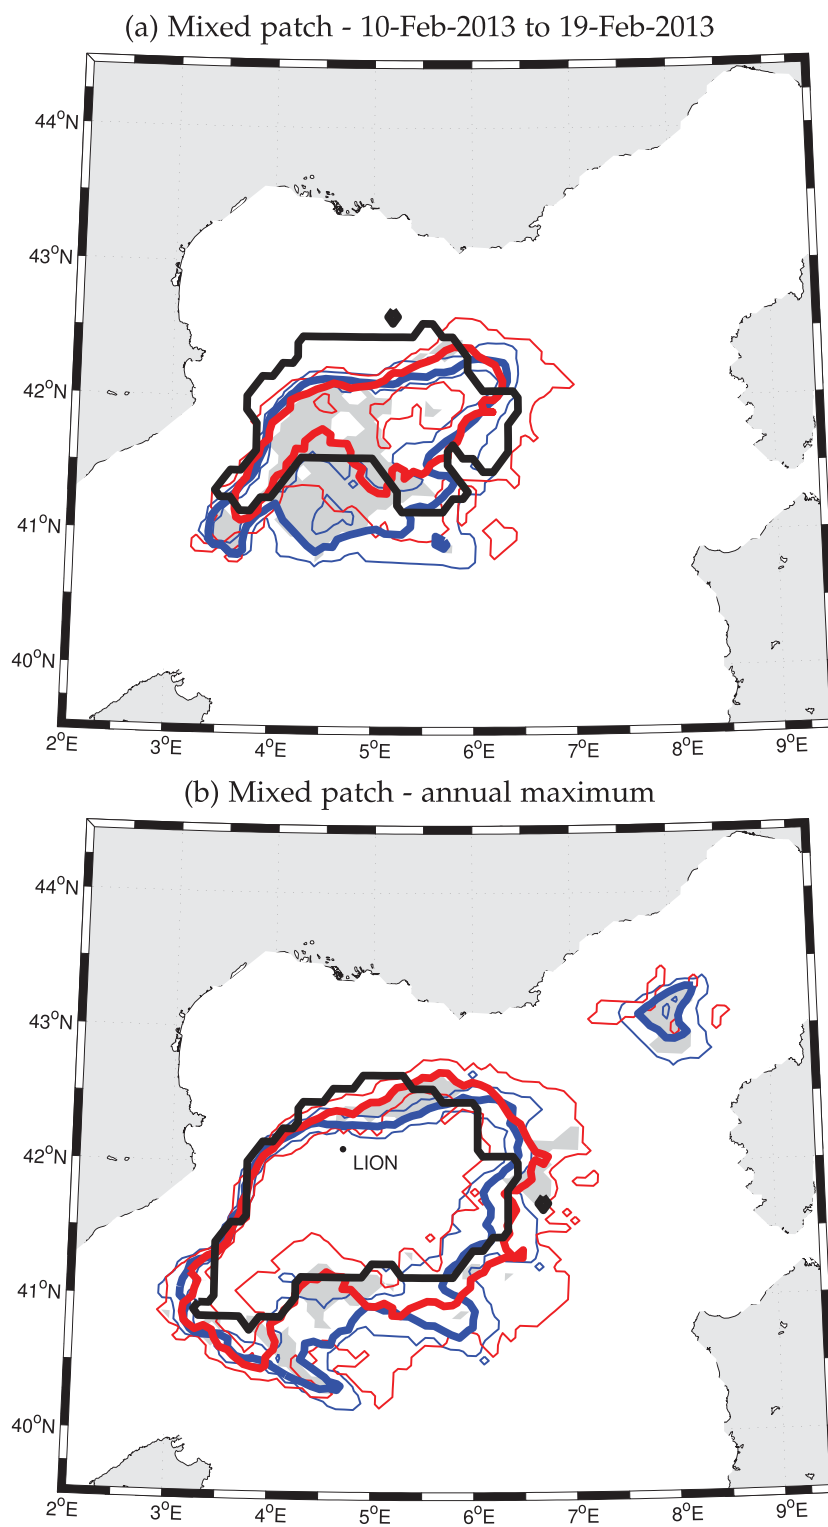 (a) Mixed patch - 10-Feb-2013 to 19-Feb-2013
44°N
43°N
42°N
41°N
40°N
2°E 3°E 4°E 5°E 6°E 7°E 8°E 9°E
(b) Mixed patch - annual maximum
44°N
43°N
42°N
LION
41°N
40°N
2°E 3°E 4°E 5°E 6°E 7°E 8°E 9°E